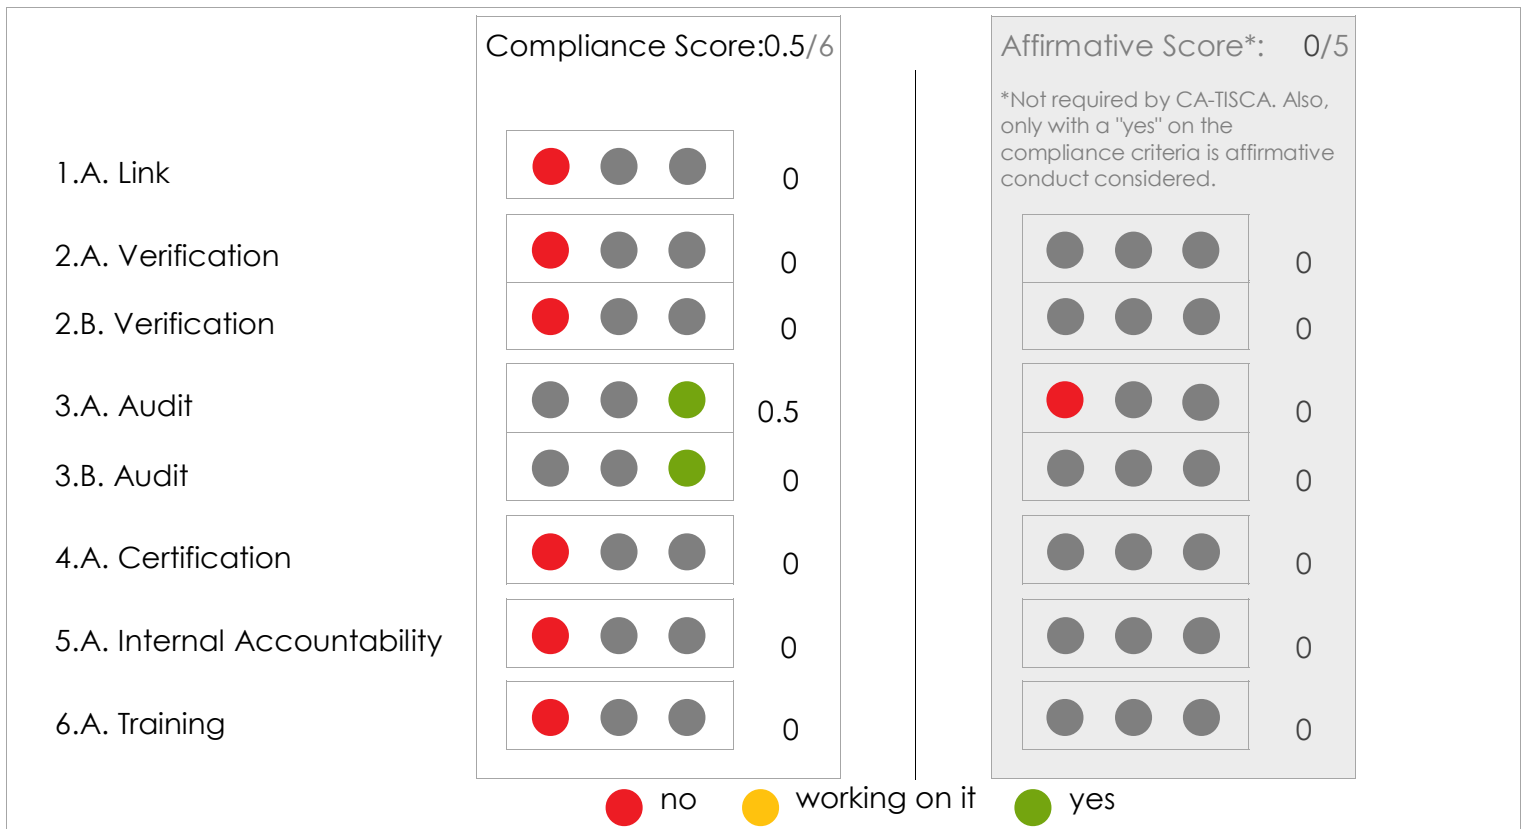 Compliance Score:0.5/6
Affirmative Score*: 0/5
*Not required by CA-TISCA. Also,
only with a "yes" on the
compliance criteria is affirmative
conduct considered.
1.A. Link 0
2.A. Verification 0 0
2.B. Verification 0 0
3.A. Audit 0.5 0
3.B. Audit 0 0
4.A. Certification 0 0
5.A. Internal Accountability 0 0
6.A. Training 0 0
no working on it yes